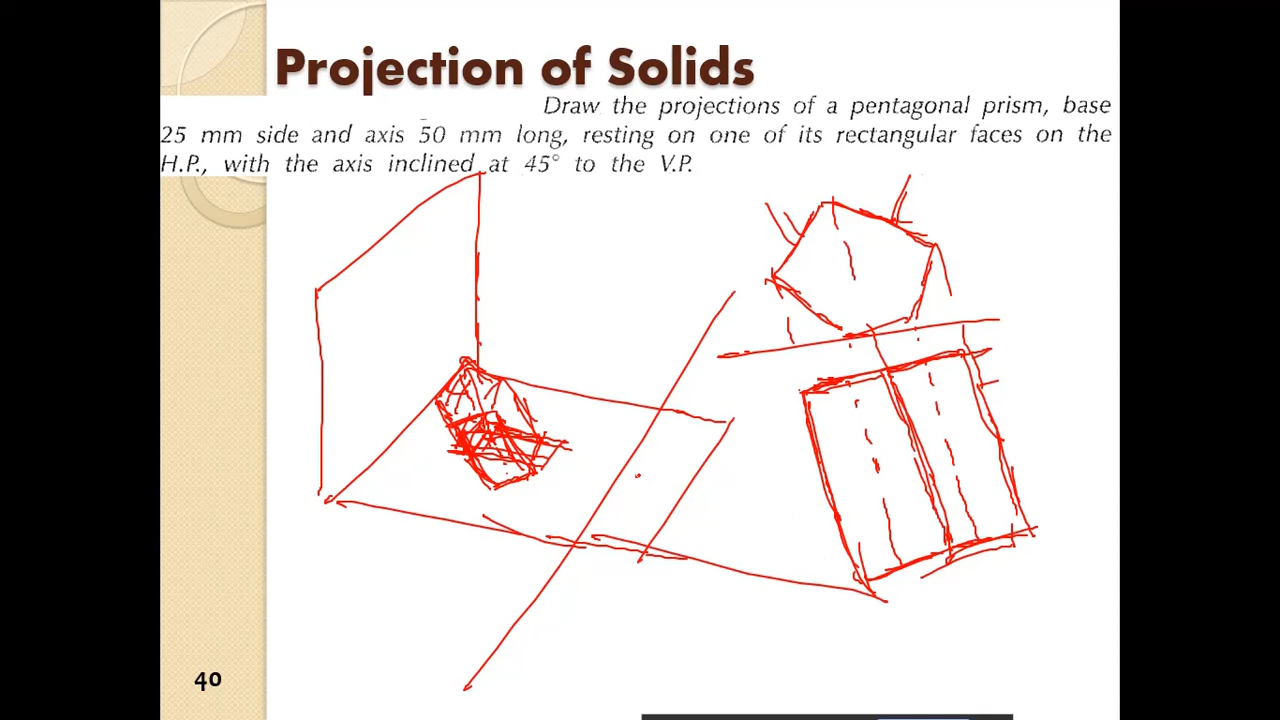 Projection of Solids
Draw the projections of a pentagonal prism, base
25 mm side and axis 50 mm long, resting on one of its rectangular faces on the
H.P., with the axis inclined at 45° to the V.P.
40